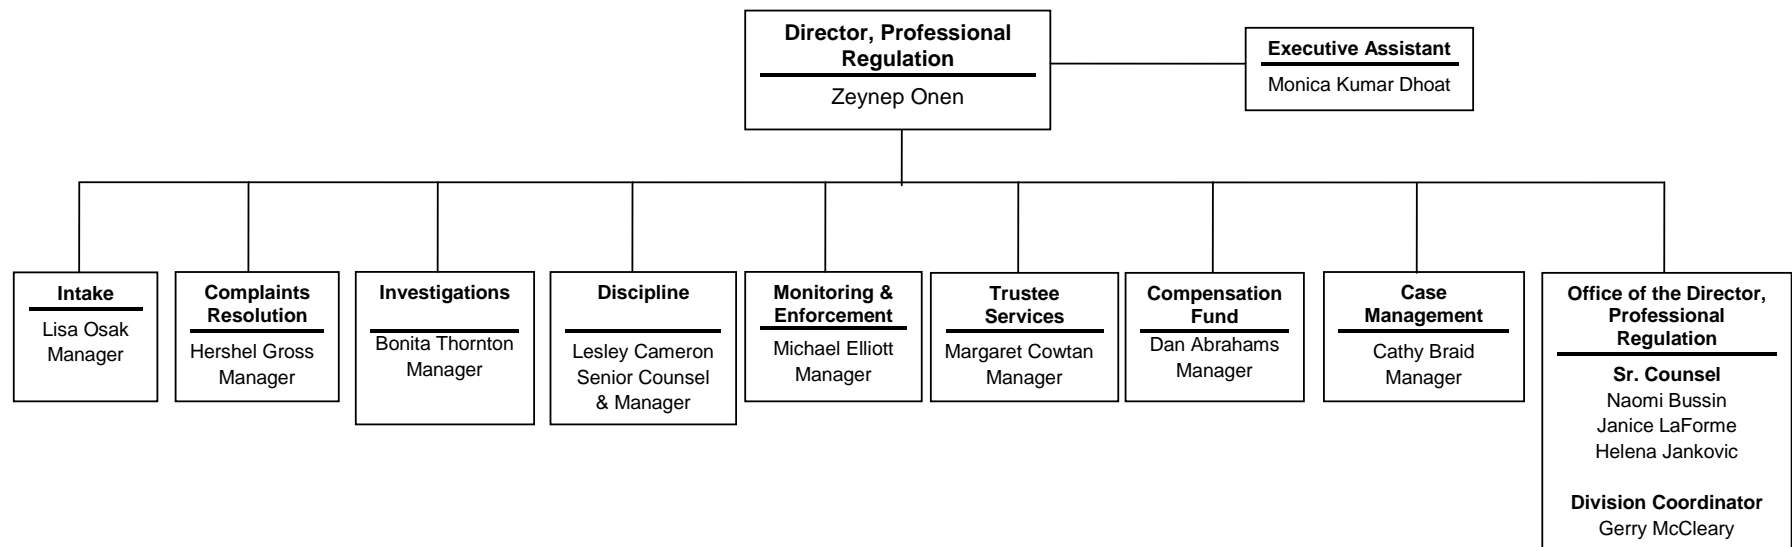 Director, Professional
Regulation
Zeynep Onen
Executive Assistant
Monica Kumar Dhoat
Intake
Lisa Osak
Manager
Complaints
Resolution
Hershel Gross
Manager
Investigations
Bonita Thornton
Manager
Discipline
Lesley Cameron
Senior Counsel
& Manager
Monitoring &
Enforcement
Michael Elliott
Manager
Trustee
Services
Margaret Cowtan
Manager
Compensation
Fund
Dan Abrahams
Manager
Case
Management
Cathy Braid
Manager
Office of the Director,
Professional
Regulation
Sr. Counsel
Naomi Bussin
Janice LaForme
Helena Jankovic
Division Coordinator
Gerry McCleary